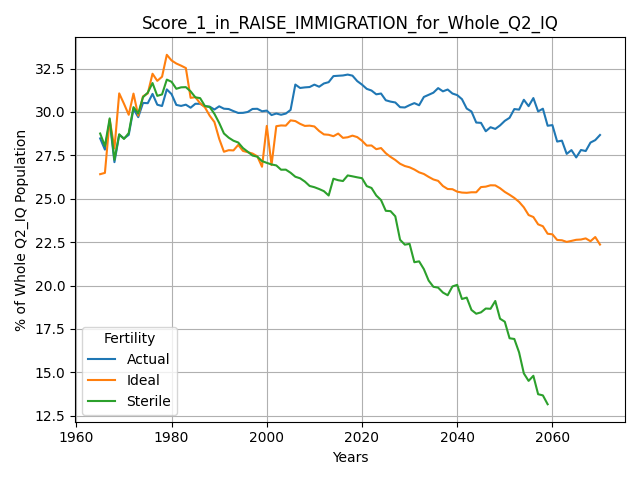 Score_1_in_RAISE_IMMIGRATION_for_Whole_Q2_IQ
% of Whole Q2_IQ Population
32.5
30.0
27.5
25.0
22.5
20.0
17.5
15.0
12.5
Fertility
Actual
Ideal
Sterile
1960
1980
2000
2020
2040
2060
Years